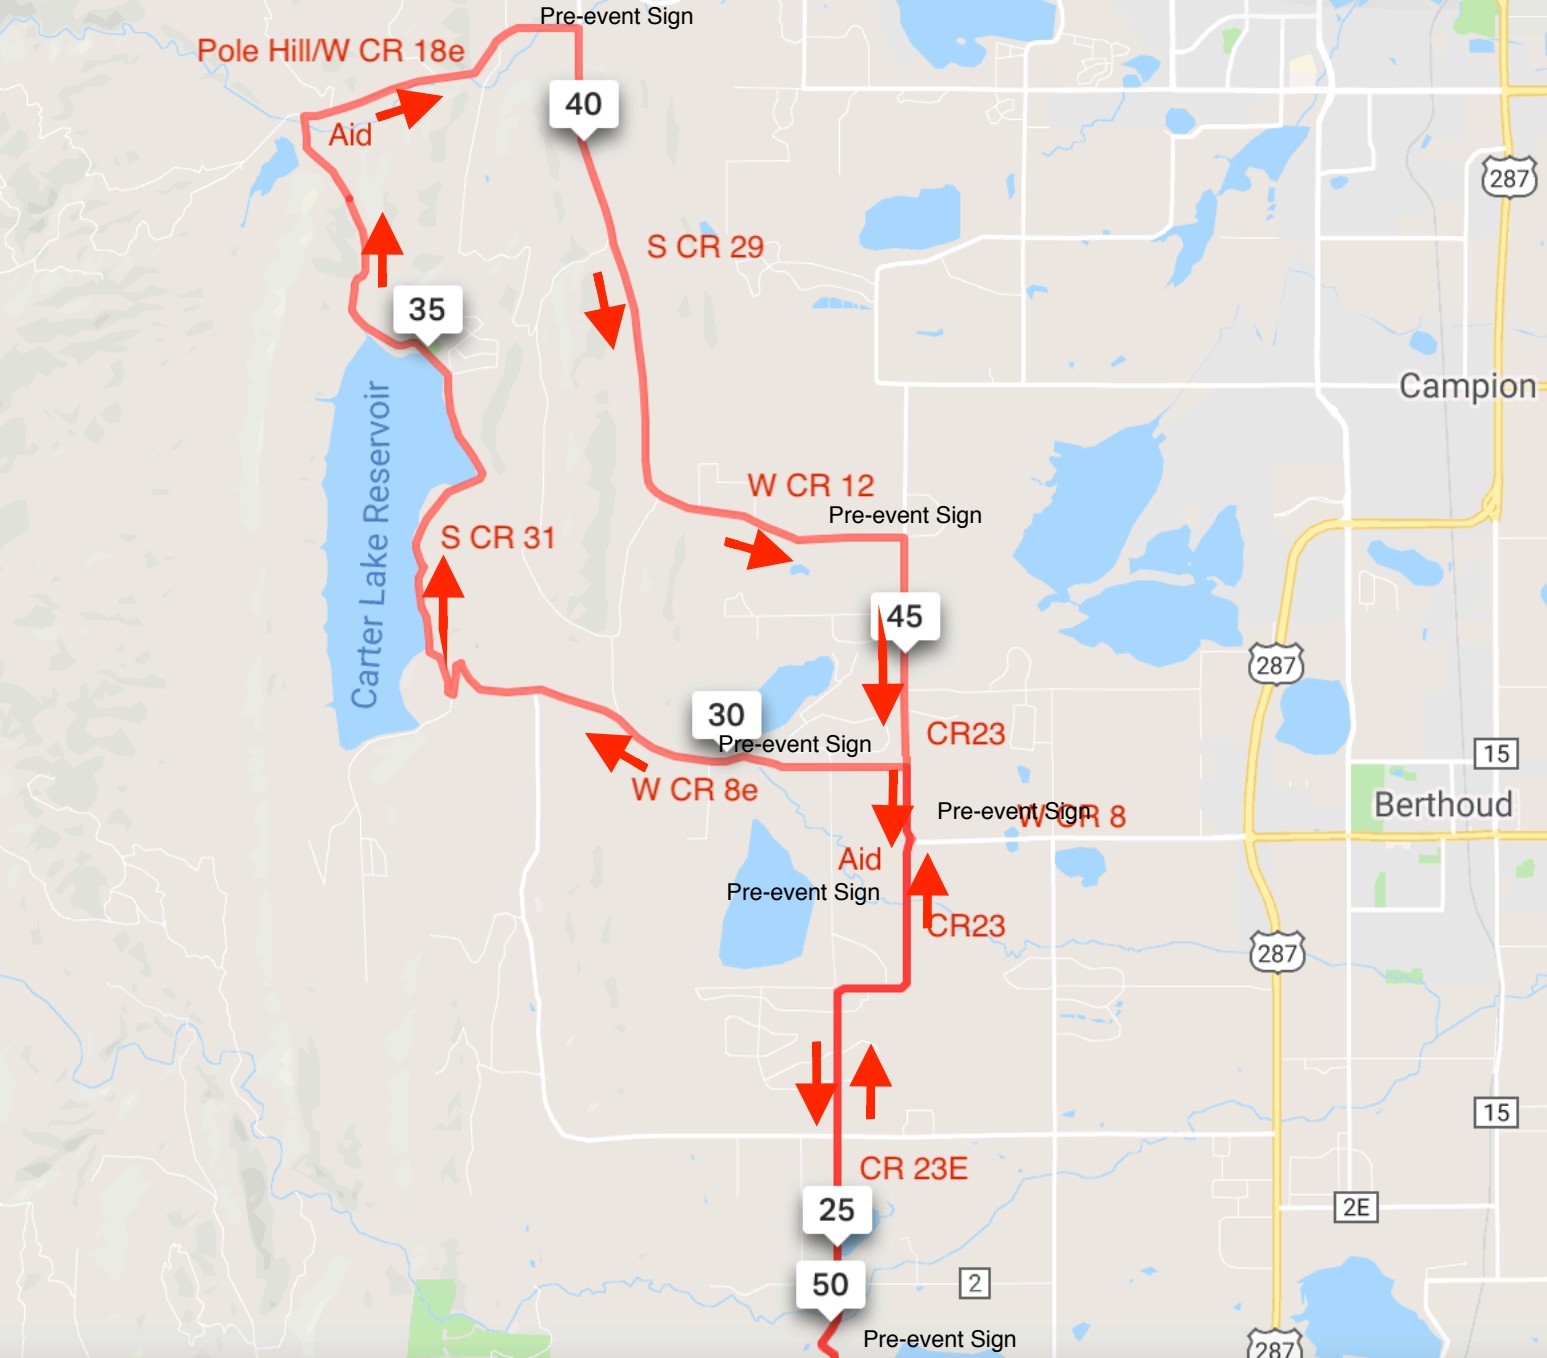 Pre-event Sign
Pole Hill/W CR 18e
40
Aid
287
S CR 29
35
Campion
Carter Lake Reservoir
W CR 12
Pre-event Sign
S CR 31
45
287
30
CR23
Pre-event Sign
15
W CR 8e
Berthoud
Pre-event Sign
W CR 8
Aid
Pre-event Sign
CR23
287
15
CR 23E
25
2E
50
2
Pre-event Sign
287